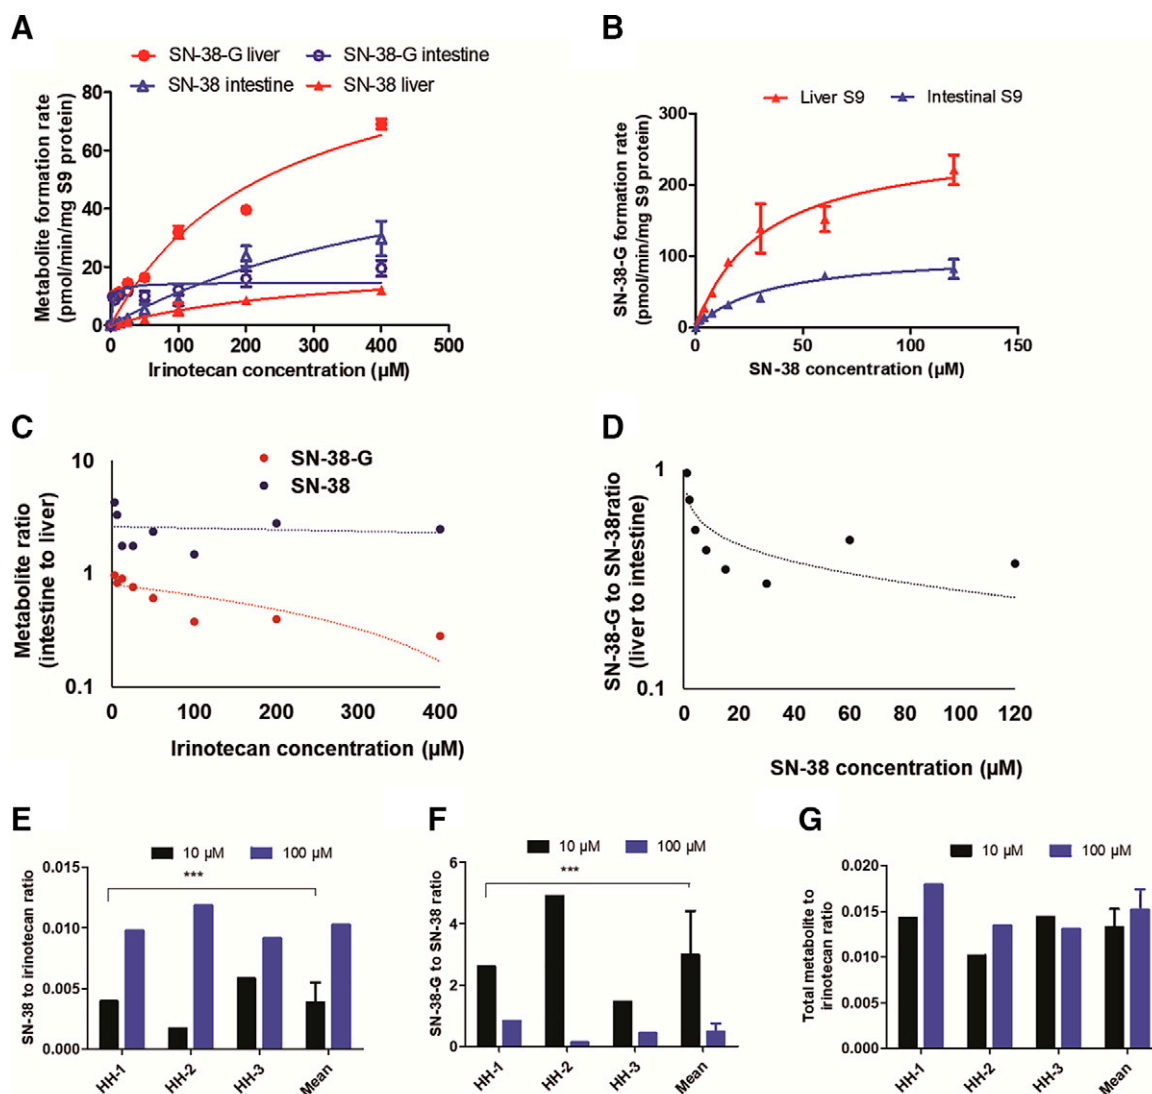 A
SN-38-G liver
SN-38-G intestine
SN-38 intestine
SN-38 liver
Metabolite formation rate
(pmol/min/mg S9 protein)
80
60
40
20
0
0 100 200 300 400 500
Irinotecan concentration (µM)
B
Liver S9
Intestinal S9
SN-38-G formation rate
(pmol/min/mg S9 protein)
300
200
100
0
0 50 100 150
SN-38 concentration (µM)
C
SN-38-G
SN-38
Metabolite ratio
(intestine to liver)
10
1
0.1
0 100 200 300 400
Irinotecan concentration (µM)
D
SN-38-G to SN-38ratio
(liver to intestine)
1
0.1
0 20 40 60 80 100 120
SN-38 concentration (µM)
E
10 µM
100 µM
***
SN-38 to irinotecan ratio
0.015
0.010
0.005
0.000
HH-1 HH-2 HH-3 Mean
F
10 µM
100 µM
***
SN-38-G to SN-38 ratio
6
4
2
0
HH-1 HH-2 HH-3 Mean
G
10 µM
100 µM
Total metabolite to
irinotecan ratio
0.020
0.015
0.010
0.005
0.000
HH-1 HH-2 HH-3 Mean